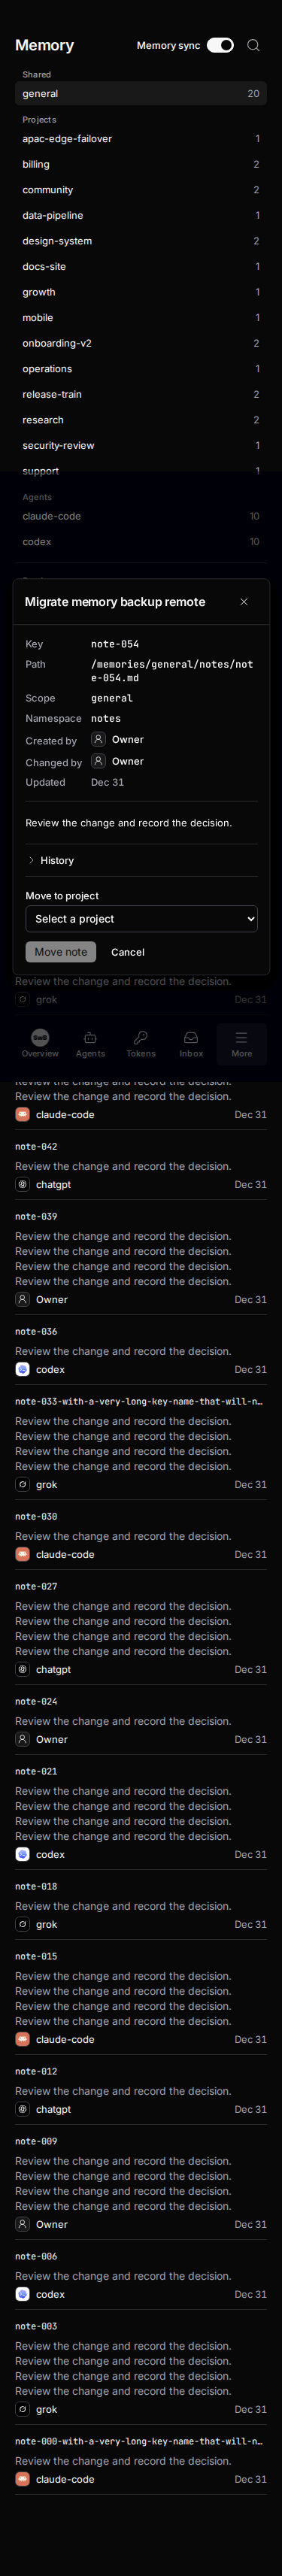 Memory
Memory sync
Shared
general 20
Projects
apac-edge-failover 1
billing 2
community 2
data-pipeline 1
design-system 2
docs-site 1
growth 1
mobile 1
onboarding-v2 2
operations 1
release-train 2
research 2
security-review 1
support 1
Agents
claude-code 10
codex 10
Migrate memory backup remote
Key note-054
Path /memories/general/notes/not
e-054.md
Scope general
Namespace notes
Created by Owner
Changed by Owner
Updated Dec 31
Review the change and record the decision.
History
Move to project
Select a project
Move note Cancel
Review the change and record the decision.
grok Dec 31
SwB
Overview Agents Tokens Inbox More
Review the change and record the decision.
Review the change and record the decision.
claude-code Dec 31
note-042
Review the change and record the decision.
chatgpt Dec 31
note-039
Review the change and record the decision.
Review the change and record the decision.
Review the change and record the decision.
Review the change and record the decision.
Owner Dec 31
note-036
Review the change and record the decision.
codex Dec 31
note-033-with-a-very-long-key-name-that-will-n…
Review the change and record the decision.
Review the change and record the decision.
Review the change and record the decision.
Review the change and record the decision.
grok Dec 31
note-030
Review the change and record the decision.
claude-code Dec 31
note-027
Review the change and record the decision.
Review the change and record the decision.
Review the change and record the decision.
Review the change and record the decision.
chatgpt Dec 31
note-024
Review the change and record the decision.
Owner Dec 31
note-021
Review the change and record the decision.
Review the change and record the decision.
Review the change and record the decision.
Review the change and record the decision.
codex Dec 31
note-018
Review the change and record the decision.
grok Dec 31
note-015
Review the change and record the decision.
Review the change and record the decision.
Review the change and record the decision.
Review the change and record the decision.
claude-code Dec 31
note-012
Review the change and record the decision.
chatgpt Dec 31
note-009
Review the change and record the decision.
Review the change and record the decision.
Review the change and record the decision.
Review the change and record the decision.
Owner Dec 31
note-006
Review the change and record the decision.
codex Dec 31
note-003
Review the change and record the decision.
Review the change and record the decision.
Review the change and record the decision.
Review the change and record the decision.
grok Dec 31
note-000-with-a-very-long-key-name-that-will-n…
Review the change and record the decision.
claude-code Dec 31